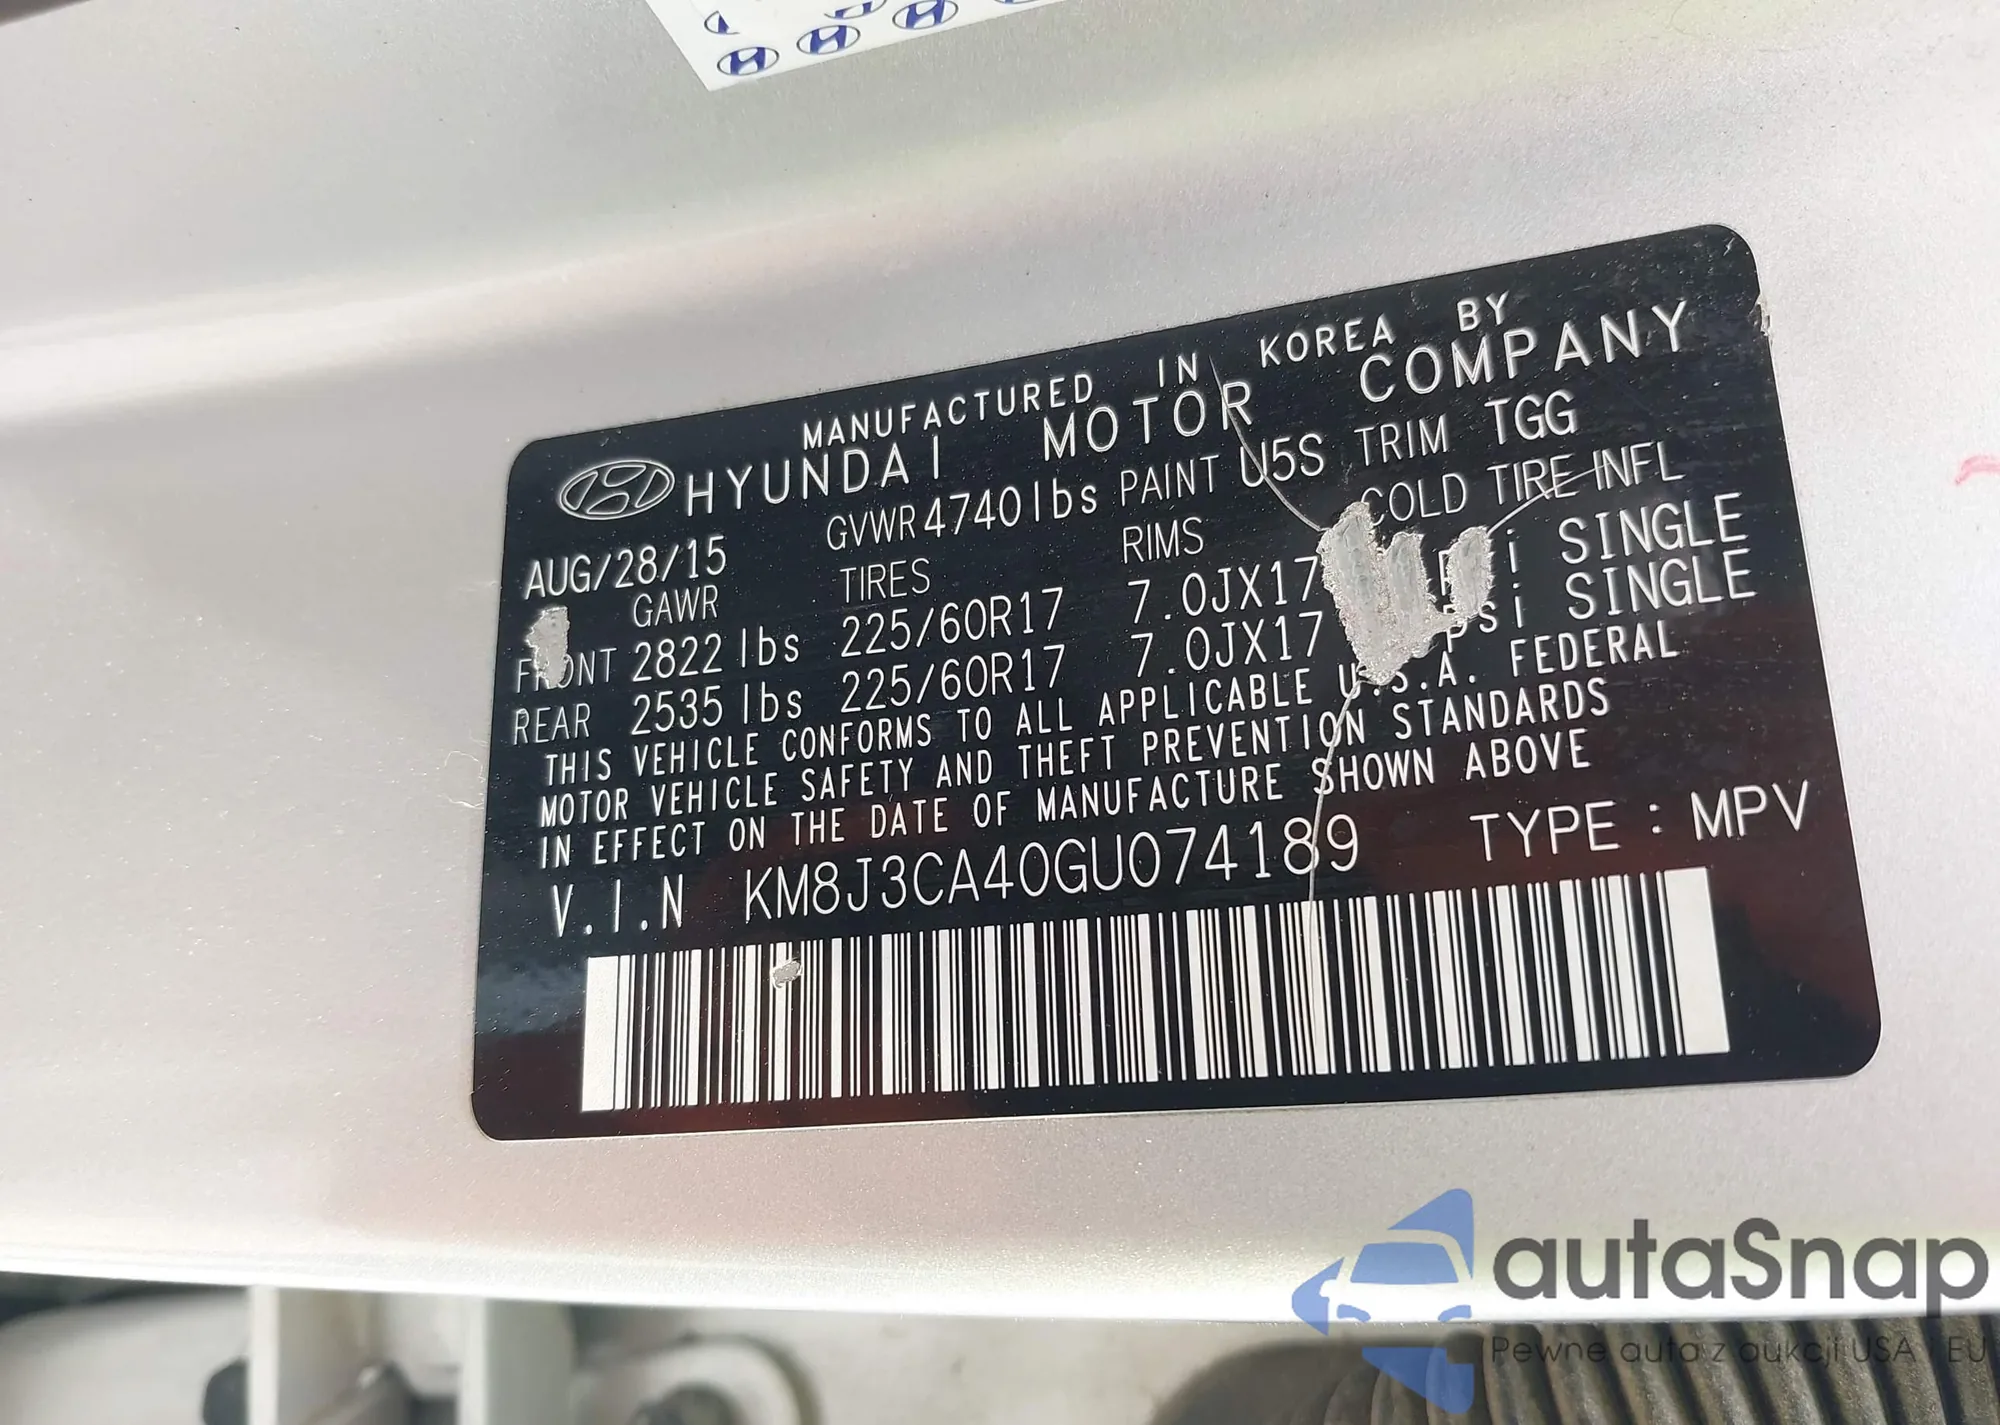 MANUFACTURED IN KOREA BY
HYUNDAI MOTOR COMPANY
AUG/28/15 GVWR 4740lbs PAINT U5S TRIM TGG
GAWR TIRES RIMS COLD TIRE INFL
FRONT 2822 lbs 225/60R17 7.0JX17 SINGLE
REAR 2535 lbs 225/60R17 7.0JX17 PSI SINGLE
THIS VEHICLE CONFORMS TO ALL APPLICABLE U.S.A. FEDERAL
MOTOR VEHICLE SAFETY AND THEFT PREVENTION STANDARDS
IN EFFECT ON THE DATE OF MANUFACTURE SHOWN ABOVE
V.I.N KM8J3CA40GU074189 TYPE : MPV
autaSnap
Pewne auta z aukcji USA i EU